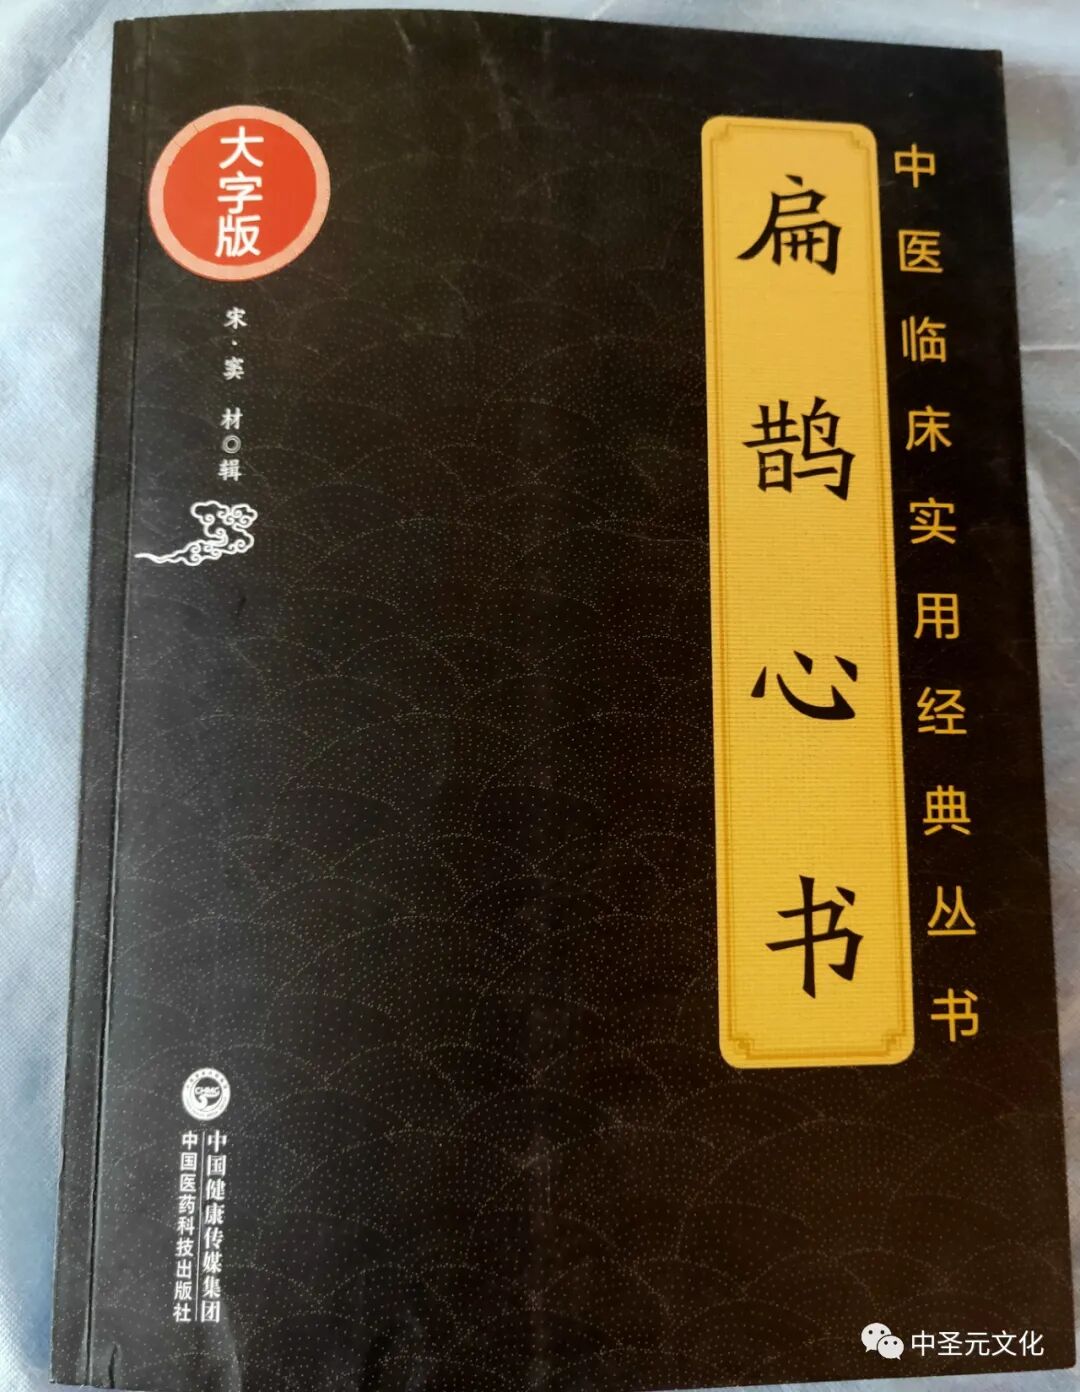 中医临床实用经典丛书
扁鹊心书
大字版
宋·窦 材◎辑
CHMG
中国健康传媒集团
中国医药科技出版社
中圣元文化